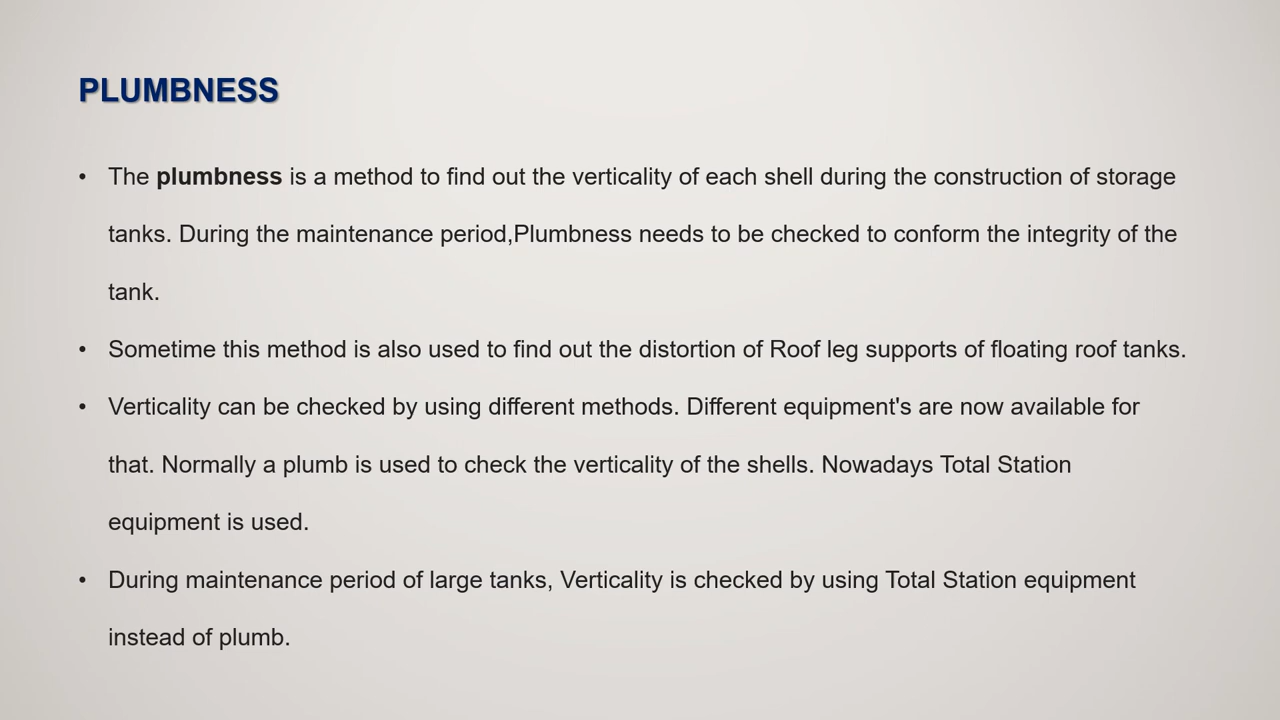 PLUMBNESS
• The plumbness is a method to find out the verticality of each shell during the construction of storage
tanks. During the maintenance period,Plumbness needs to be checked to conform the integrity of the
tank.
• Sometime this method is also used to find out the distortion of Roof leg supports of floating roof tanks.
• Verticality can be checked by using different methods. Different equipment's are now available for
that. Normally a plumb is used to check the verticality of the shells. Nowadays Total Station
equipment is used.
• During maintenance period of large tanks, Verticality is checked by using Total Station equipment
instead of plumb.